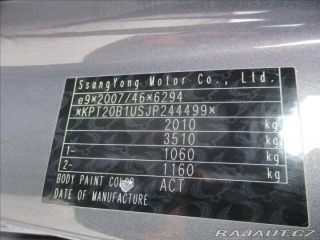 SsangYong Motor Co., Ltd.
e9*2007/46*6294
*KPT20B1USJP244499*
2010 kg
3510 kg
1- 1060 kg
2- 1160 kg
BODY PAINT COLOR ACT
DATE OF MANUFACTURE:
RAJAUT.CZ